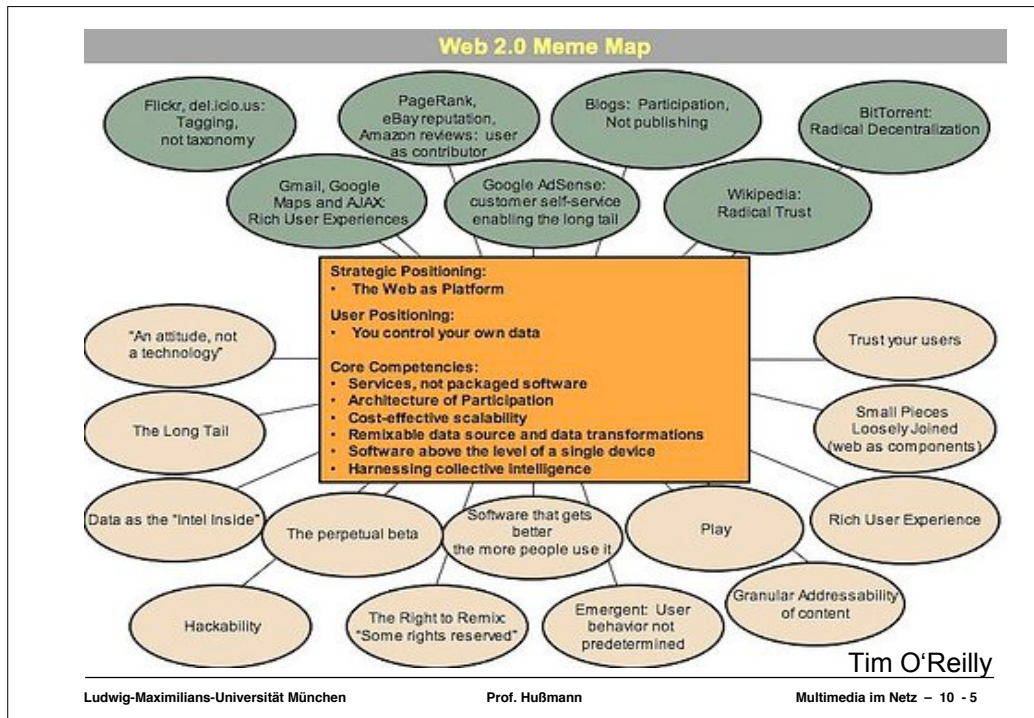 Web 2.0 Meme Map
Flickr, del.icio.us:
Tagging,
not taxonomy
PageRank,
eBay reputation,
Amazon reviews: user
as contributor
Blogs: Participation,
Not publishing
BitTorrent:
Radical Decentralization
Gmail, Google
Maps and AJAX:
Rich User Experiences
Google AdSense:
customer self-service
enabling the long tail
Wikipedia:
Radical Trust
Strategic Positioning:
• The Web as Platform
User Positioning:
• You control your own data
Core Competencies:
• Services, not packaged software
• Architecture of Participation
• Cost-effective scalability
• Remixable data source and data transformations
• Software above the level of a single device
• Harnessing collective intelligence
"An attitude, not
a technology"
Trust your users
The Long Tail
Small Pieces
Loosely Joined
(web as components)
Data as the "Intel Inside"
The perpetual beta
Software that gets
better
the more people use it
Play
Rich User Experience
Hackability
The Right to Remix:
"Some rights reserved"
Emergent: User
behavior not
predetermined
Granular Addressability
of content
Tim O'Reilly
Ludwig-Maximilians-Universität München Prof. Hußmann Multimedia im Netz – 10 - 5